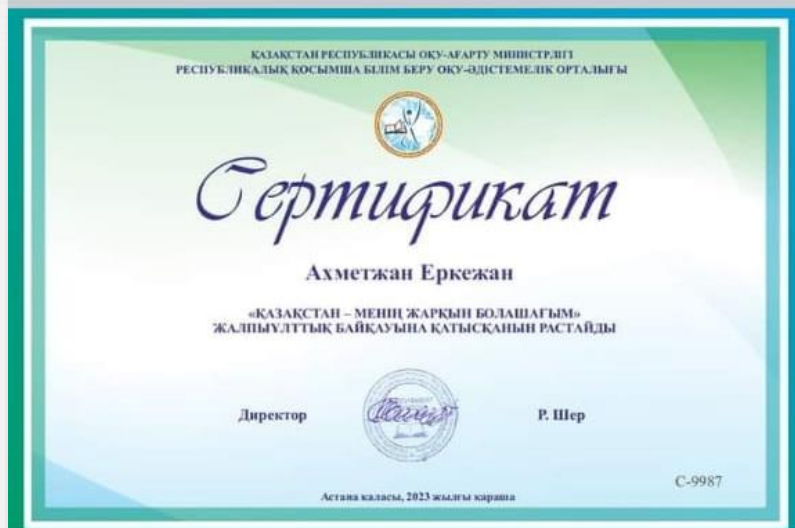 ҚАЗАҚСТАН РЕСПУБЛИКАСЫ ОҚУ-АҒАРТУ МИНИСТРЛІГІ
РЕСПУБЛИКАЛЫҚ ҚОСЫМША БІЛІМ БЕРУ ОҚУ-ӘДІСТЕМЕЛІК ОРТАЛЫҒЫ
Сертификат
Ахметжан Еркежан
«ҚАЗАҚСТАН – МЕНІҢ ЖАРҚЫН БОЛАШАҒЫМ»
ЖАЛПЫҰЛТТЫҚ БАЙҚАУЫНА ҚАТЫСҚАНЫН РАСТАЙДЫ
Директор Р. Шер
С-9987
Астана қаласы, 2023 жылғы қараша